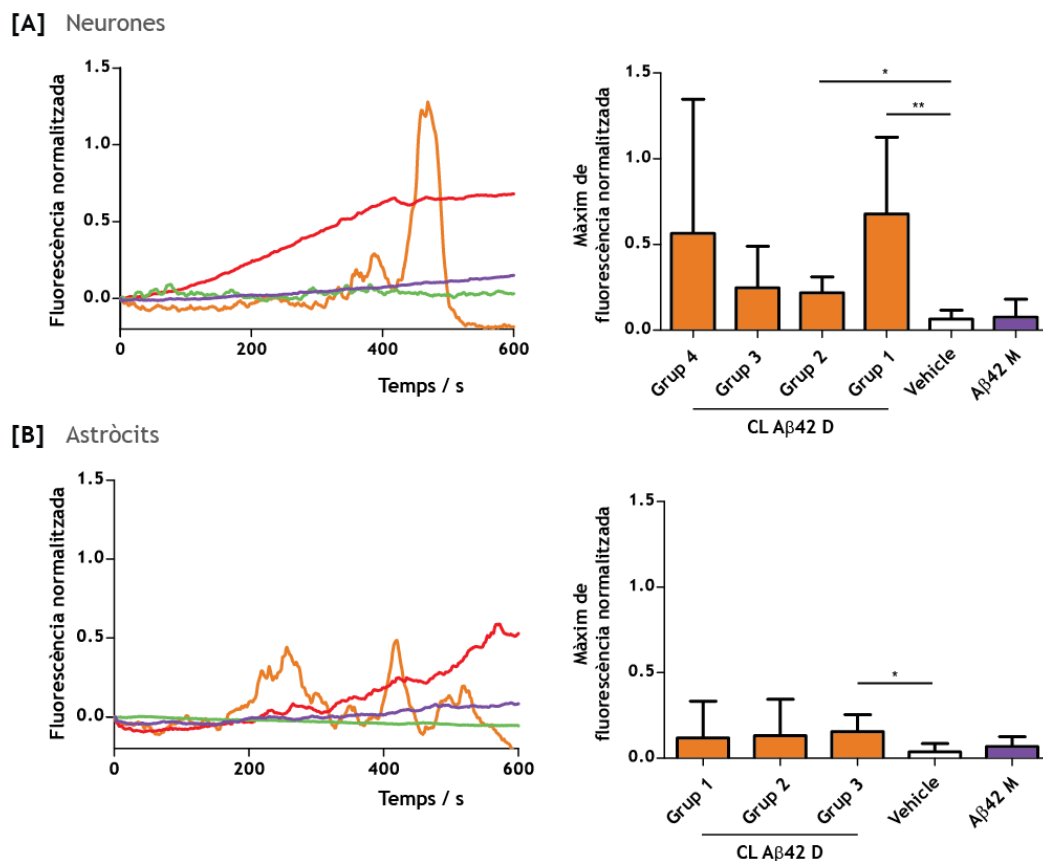 [A] Neurones
Fluorescència normalitzada
1.5
1.0
0.5
0.0
0 200 400 600
Temps / s
Màxim de
fluorescència normalitzada
1.5
1.0
0.5
0.0
*
**
Grup 4 Grup 3 Grup 2 Grup 1 Vehicle Aβ42 M
CL Aβ42 D
[B] Astròcits
Fluorescència normalitzada
1.5
1.0
0.5
0.0
0 200 400 600
Temps / s
Màxim de
fluorescència normalitzada
1.5
1.0
0.5
0.0
*
Grup 1 Grup 2 Grup 3 Vehicle Aβ42 M
CL Aβ42 D